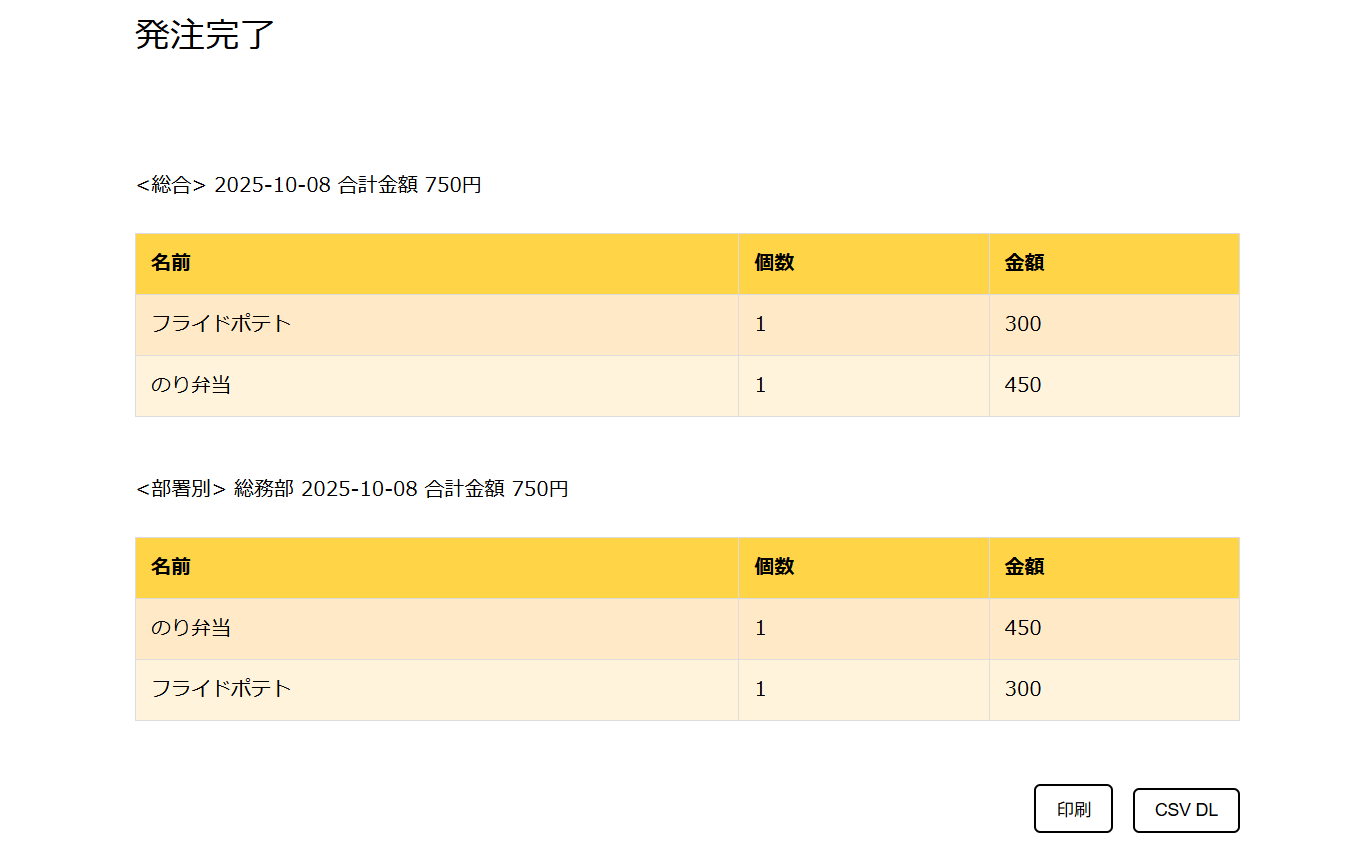 発注完了
<総合> 2025-10-08 合計金額 750円
名前 個数 金額
フライドポテト 1 300
のり弁当 1 450
<部署別> 総務部 2025-10-08 合計金額 750円
名前 個数 金額
のり弁当 1 450
フライドポテト 1 300
印刷 CSV DL